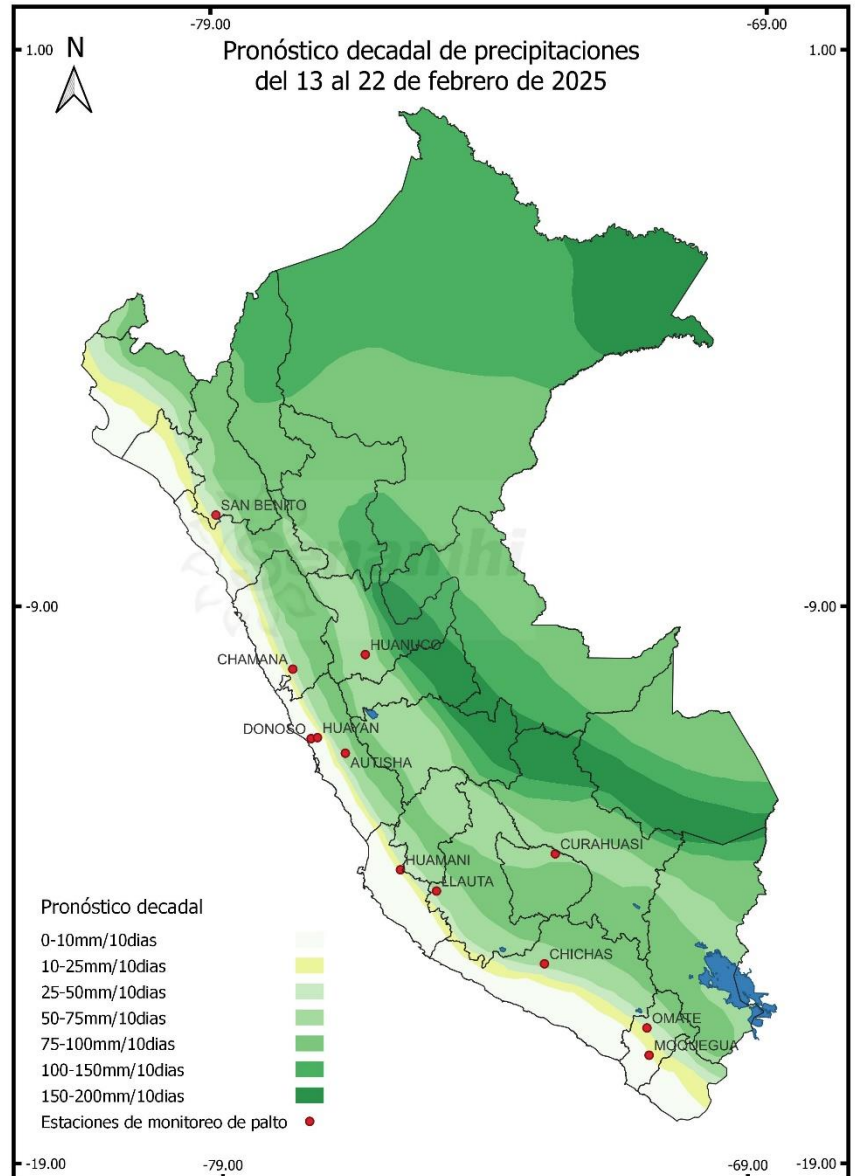 -79.00
-69.00
1.00
N
Pronóstico decadal de precipitaciones
1.00
del 13 al 22 de febrero de 2025
SAN BENITO
Senamhi
-9.00
-9.00
HUANUCO
CHAMANA
DONOSO
HUAYAN
AUTISHA
CURAHUASI
HUAMANI
LLAUTA
Pronóstico decadal
0-10mm/10dias
CHICHAS
10-25mm/10dias
25-50mm/10dias
50-75mm/10dias
OMATE
75-100mm/10dias
MOQUEGUA
100-150mm/10dias
150-200mm/10dias
Estaciones de monitoreo de palto
-19.00
-79.00
-69.00
-19.00